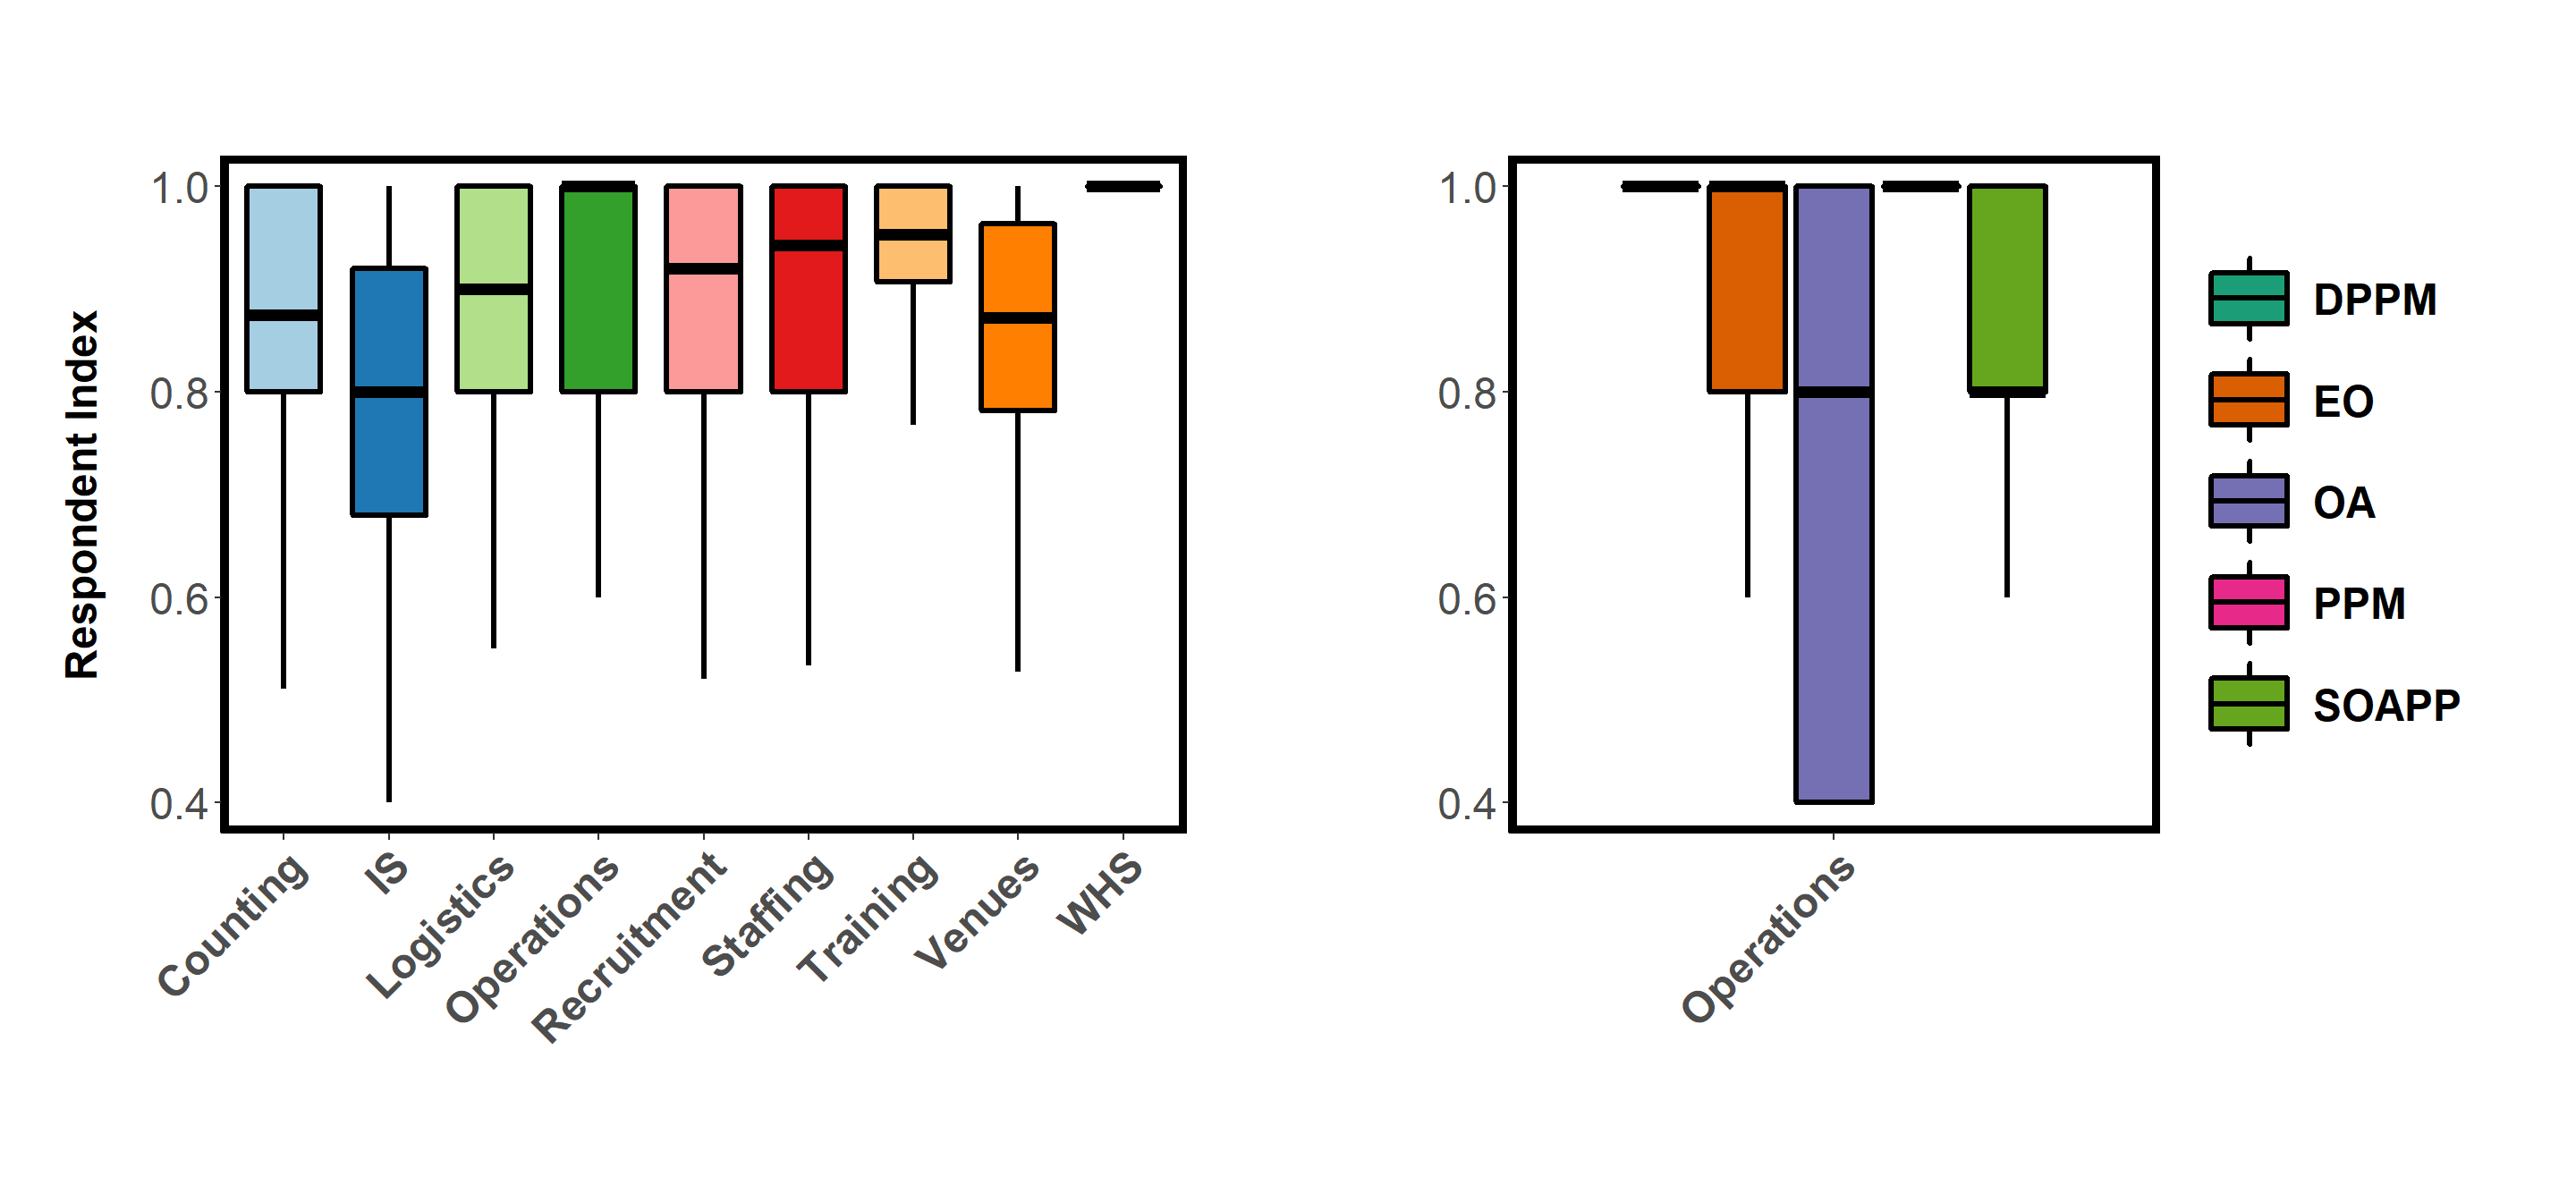 Respondent Index
1.0
0.8
0.6
0.4
Counting
IS
Logistics
Operations
Recruitment
Staffing
Training
Venues
WHS
1.0
0.8
0.6
0.4
Operations
DPPM
EO
OA
PPM
SOAPP